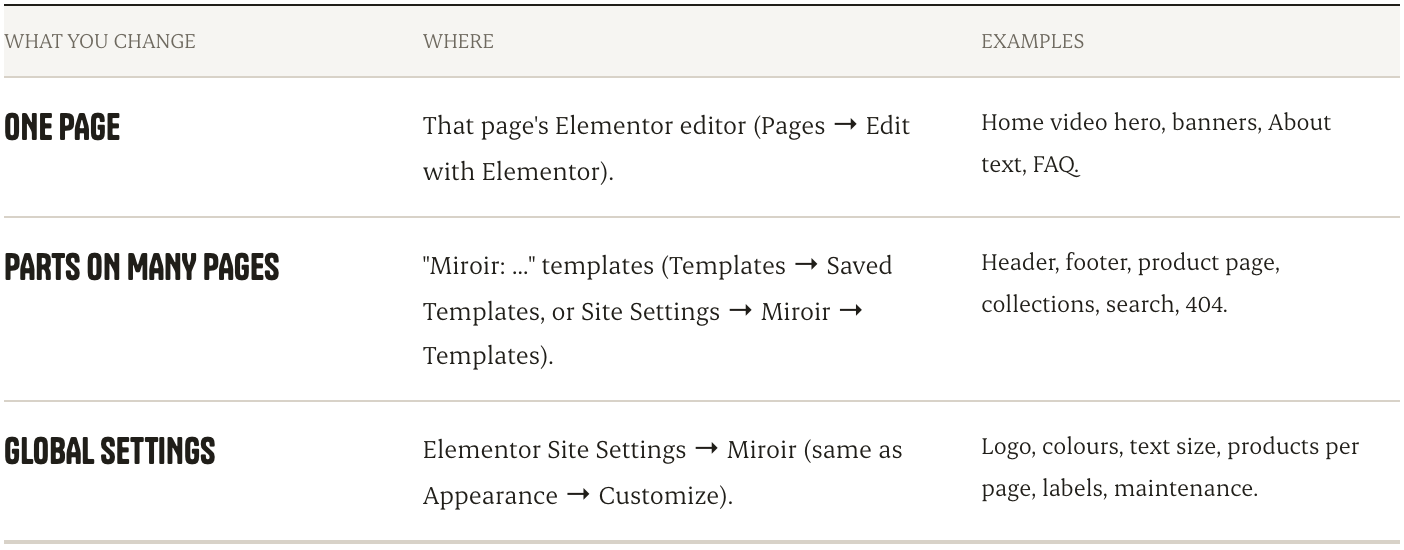 WHAT YOU CHANGE
WHERE
EXAMPLES
ONE PAGE
That page's Elementor editor (Pages → Edit
with Elementor).
Home video hero, banners, About
text, FAQ.
PARTS ON MANY PAGES
"Miroir: ..." templates (Templates → Saved
Templates, or Site Settings → Miroir →
Templates).
Header, footer, product page,
collections, search, 404.
GLOBAL SETTINGS
Elementor Site Settings → Miroir (same as
Appearance → Customize).
Logo, colours, text size, products per
page, labels, maintenance.